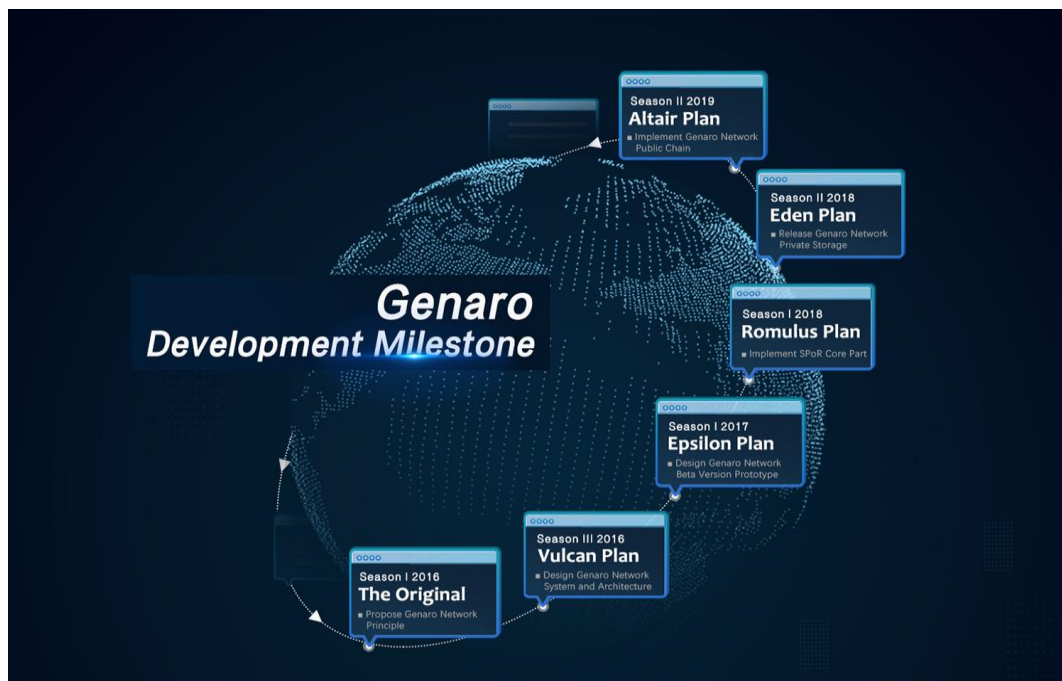 Genaro
Development Milestone
Season II 2019
Altair Plan
Implement Genaro Network
Public Chain
Season II 2018
Eden Plan
Release Genaro Network
Private Storage
Season I 2018
Romulus Plan
Implement SPoR Core Part
Season I 2017
Epsilon Plan
Design Genaro Network
Beta Version Prototype
Season III 2016
Vulcan Plan
Design Genaro Network
System and Architecture
Season I 2016
The Original
Propose Genaro Network
Principle